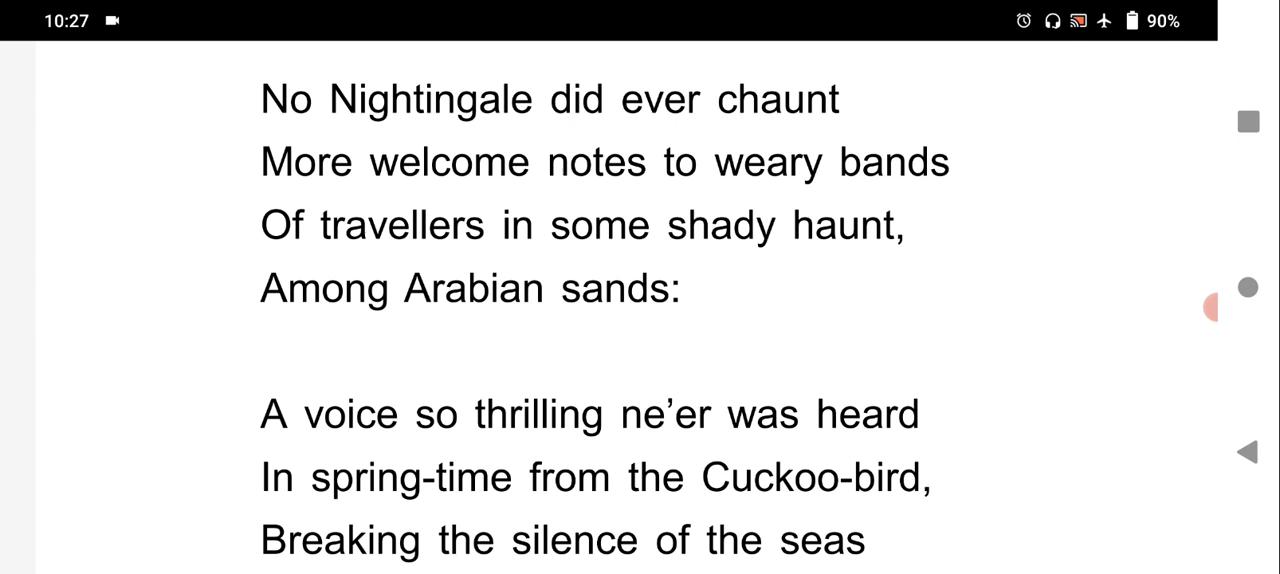 10:27 90%
No Nightingale did ever chaunt
More welcome notes to weary bands
Of travellers in some shady haunt,
Among Arabian sands:
A voice so thrilling ne’er was heard
In spring-time from the Cuckoo-bird,
Breaking the silence of the seas